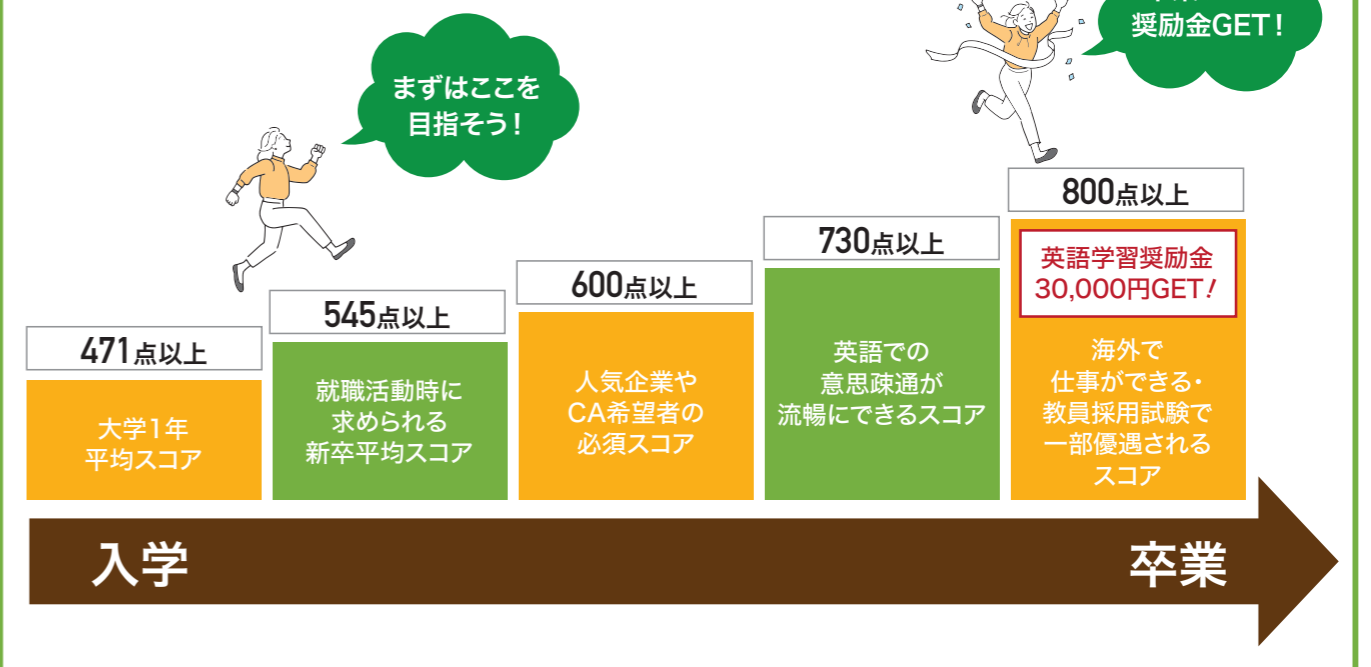 奨励金GET!
まずはここを
目指そう!
471点以上
大学1年
平均スコア
545点以上
就職活動時に
求められる
新卒平均スコア
600点以上
人気企業や
CA希望者の
必須スコア
730点以上
英語での
意思疎通が
流暢にできるスコア
800点以上
英語学習奨励金
30,000円GET!
海外で
仕事ができる・
教員採用試験で
一部優遇される
スコア
入学
卒業